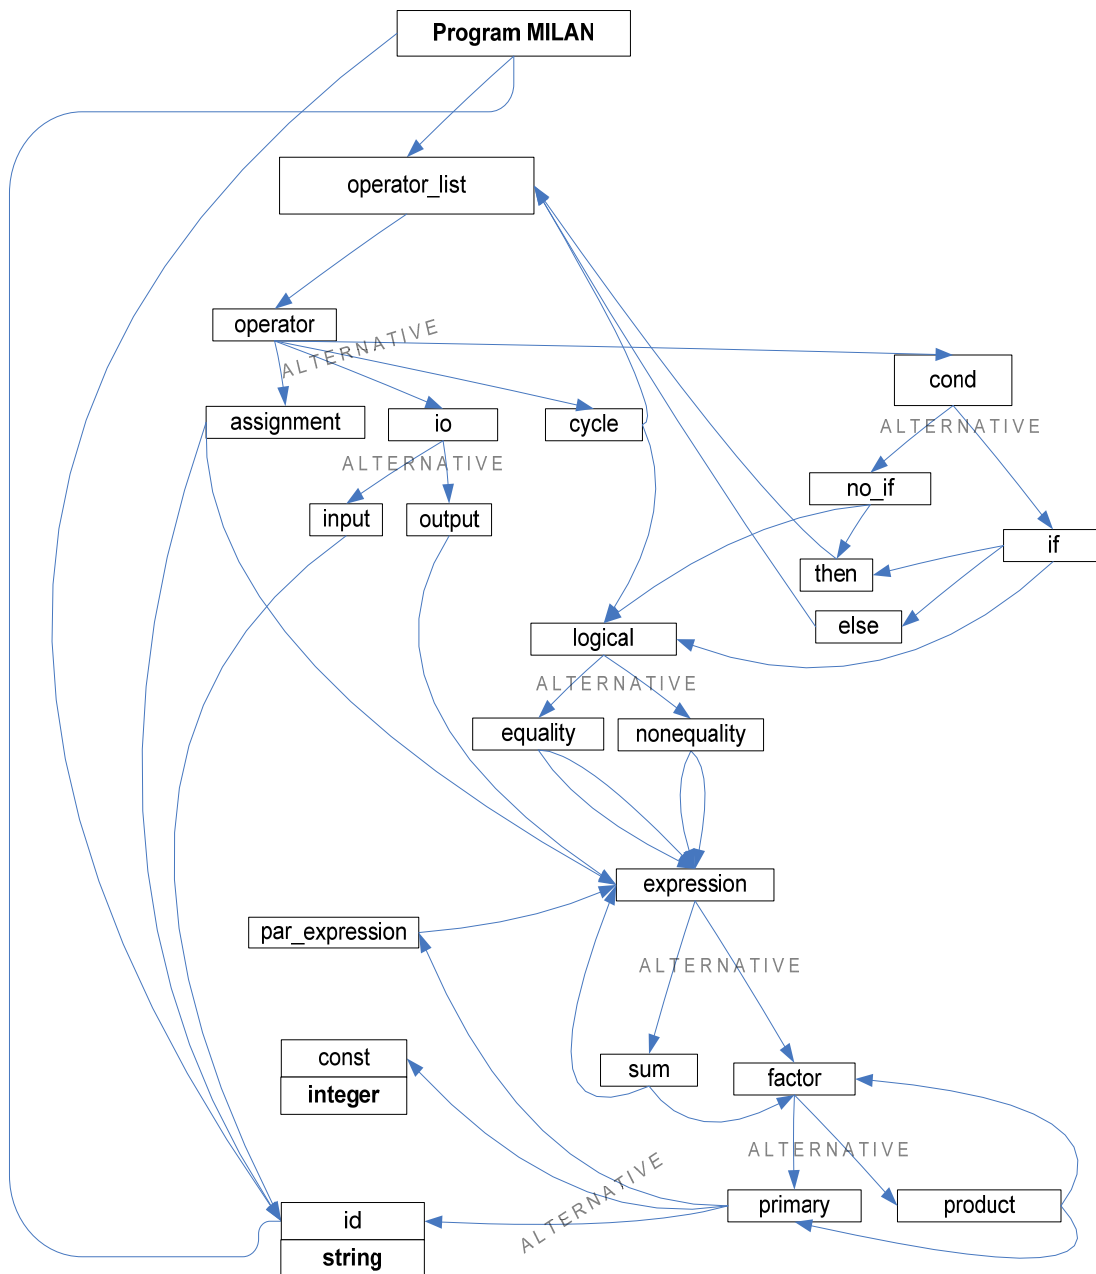 Program MILAN
operator_list
operator
ALTERNATIVE
cond
assignment
io
cycle
ALTERNATIVE
ALTERNATIVE
no_if
input
output
if
then
else
logical
ALTERNATIVE
equality
nonequality
expression
par_expression
ALTERNATIVE
const
integer
sum
factor
ALTERNATIVE
primary
product
ALTERNATIVE
id
string